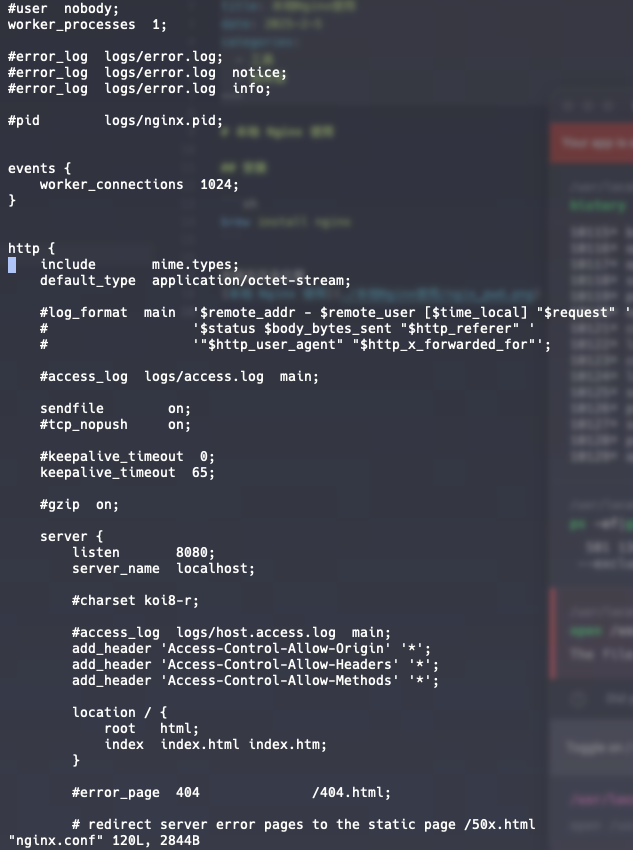 #user  nobody;
worker_processes  1;

#error_log  logs/error.log;
#error_log  logs/error.log  notice;
#error_log  logs/error.log  info;

#pid        logs/nginx.pid;


events {
    worker_connections  1024;
}


http {
    include       mime.types;
    default_type  application/octet-stream;

    #log_format  main  '$remote_addr - $remote_user [$time_local] "$request" '
    #                  '$status $body_bytes_sent "$http_referer" '
    #                  '"$http_user_agent" "$http_x_forwarded_for"';

    #access_log  logs/access.log  main;

    sendfile        on;
    #tcp_nopush     on;

    #keepalive_timeout  0;
    keepalive_timeout  65;

    #gzip  on;

    server {
        listen       8080;
        server_name  localhost;

        #charset koi8-r;

        #access_log  logs/host.access.log  main;
        add_header 'Access-Control-Allow-Origin' '*';
        add_header 'Access-Control-Allow-Headers' '*';
        add_header 'Access-Control-Allow-Methods' '*';

        location / {
            root   html;
            index  index.html index.htm;
        }

        #error_page  404              /404.html;

        # redirect server error pages to the static page /50x.html
"nginx.conf" 120L, 2844B